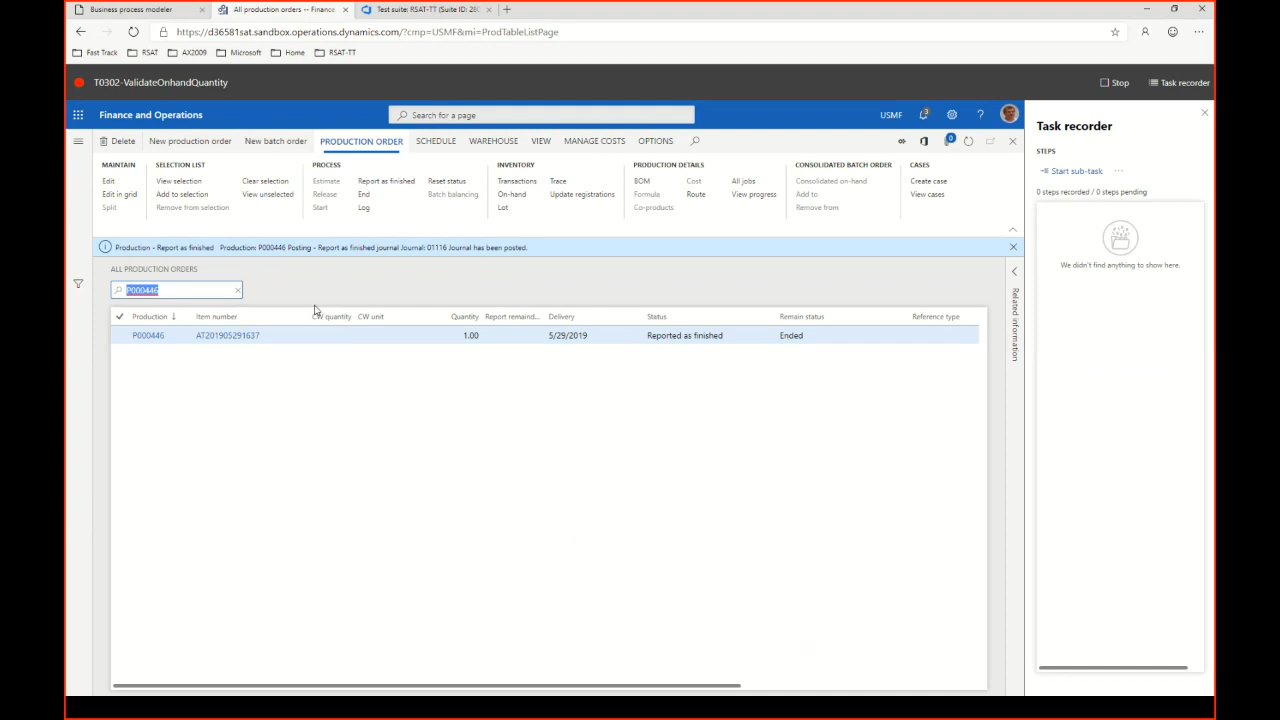 Business process modeler
All production orders -- Finance
Test suite: RSAT-TT (Suite ID: 280
https://d36581sat.sandbox.operations.dynamics.com/?cmp=USMF&mi=ProdTableListPage
Fast Track RSAT AX2009 Microsoft Home RSAT-TT
T0302-ValidateOnhandQuantity Stop Task recorder
Finance and Operations Search for a page USMF 3 ?
Delete New production order New batch order PRODUCTION ORDER SCHEDULE WAREHOUSE VIEW MANAGE COSTS OPTIONS 0
MAINTAIN SELECTION LIST PROCESS INVENTORY PRODUCTION DETAILS CONSOLIDATED BATCH ORDER CASES
Edit View selection Clear selection Estimate Report as finished Reset status Transactions Trace BOM Cost All jobs Consolidated on-hand Create case
Edit in grid Add to selection View unselected Release End Batch balancing On-hand Update registrations Formula Route View progress Add to View cases
Split Remove from selection Start Log Lot Co-products Remove from
Production - Report as finished Production: P000446 Posting - Report as finished journal Journal: 01116 Journal has been posted.
ALL PRODUCTION ORDERS
P000446
Production Item number CW quantity CW unit Quantity Report remaind... Delivery Status Remain status Reference type
P000446 AT201905291637 1.00 5/29/2019 Reported as finished Ended
Related information
Task recorder
STEPS
Start sub-task ...
0 steps recorded / 0 steps pending
We didn't find anything to show here.